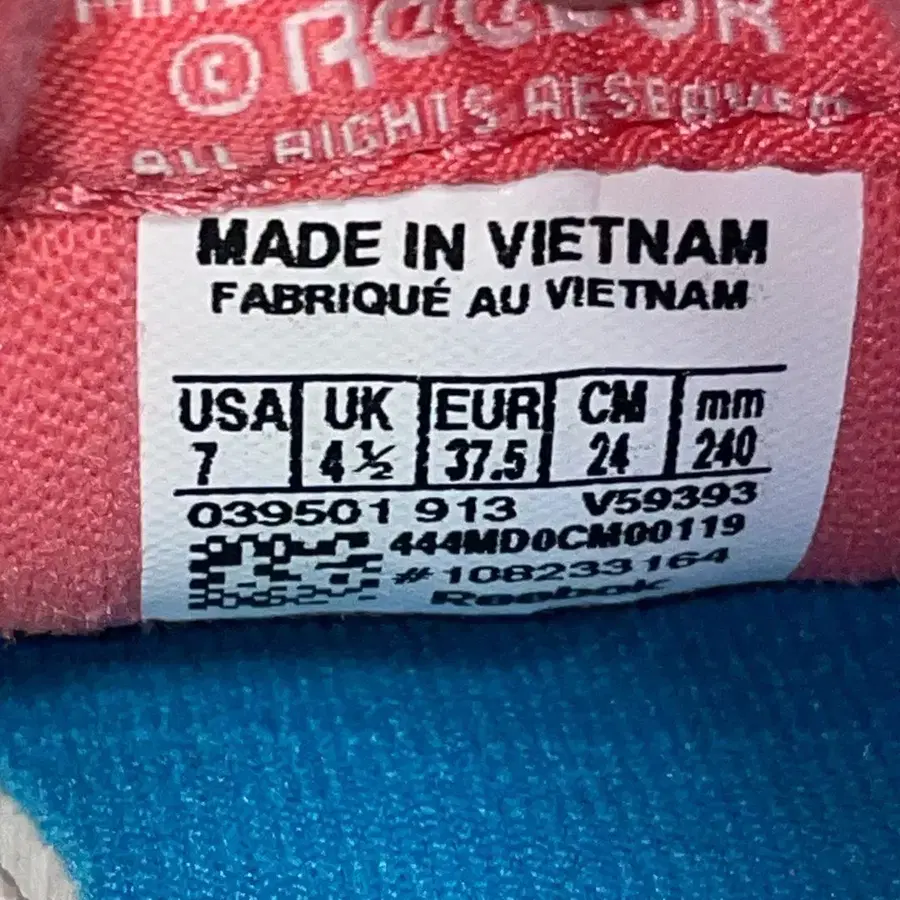 © Reebok
ALL RIGHTS RESERVED
MADE IN VIETNAM
FABRIQUÉ AU VIETNAM
USA UK EUR CM mm
7 4½ 37.5 24 240
039501 913 V59393
444MD0CM00119
#108233164
Reebok